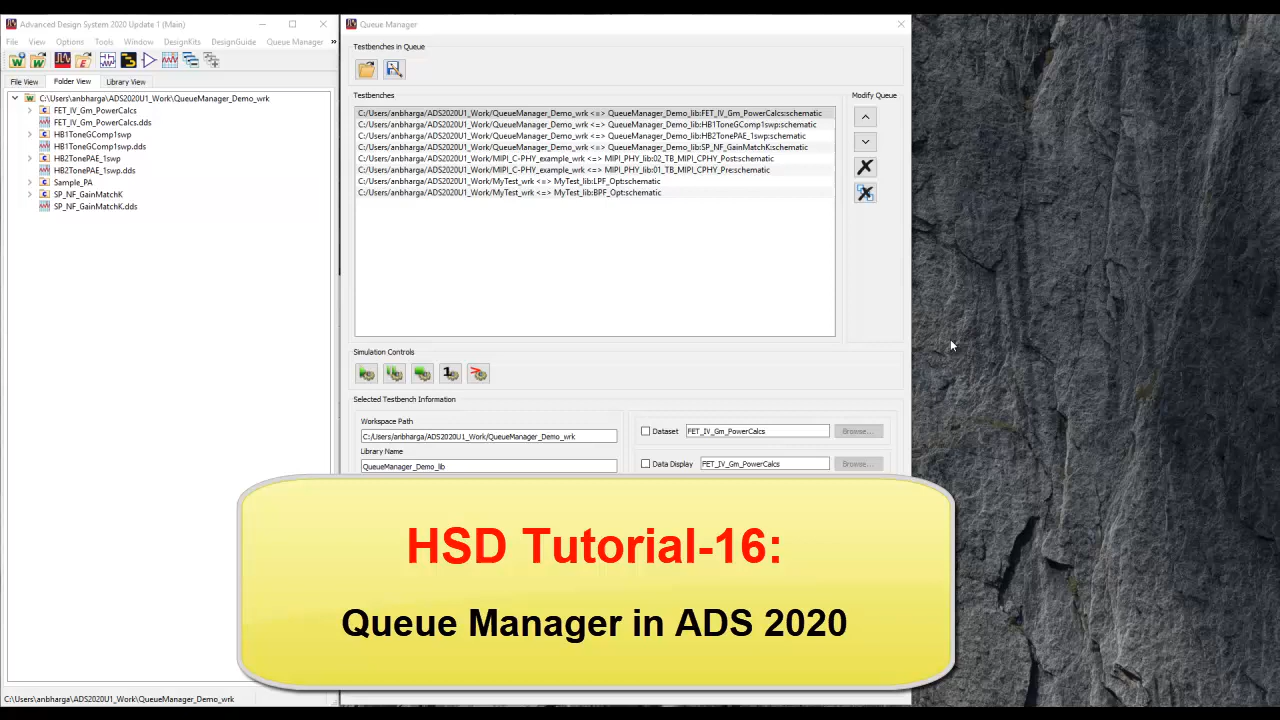 Advanced Design System 2020 Update 1 (Main)
File View Options Tools Window DesignKits DesignGuide Queue Manager »
File View Folder View Library View
C:\Users\anbharga\ADS2020U1_Work\QueueManager_Demo_wrk
FET_IV_Gm_PowerCalcs
FET_IV_Gm_PowerCalcs.dds
HB1ToneGComp1swp
HB1ToneGComp1swp.dds
HB2TonePAE_1swp
HB2TonePAE_1swp.dds
Sample_PA
SP_NF_GainMatchK
SP_NF_GainMatchK.dds
C:\Users\anbharga\ADS2020U1_Work\QueueManager_Demo_wrk
Queue Manager
Testbenches in Queue
Testbenches
Modify Queue
C:/Users/anbharga/ADS2020U1_Work/QueueManager_Demo_wrk <=> QueueManager_Demo_lib:FET_IV_Gm_PowerCalcs:schematic
C:/Users/anbharga/ADS2020U1_Work/QueueManager_Demo_wrk <=> QueueManager_Demo_lib:HB1ToneGComp1swp:schematic
C:/Users/anbharga/ADS2020U1_Work/QueueManager_Demo_wrk <=> QueueManager_Demo_lib:HB2TonePAE_1swp:schematic
C:/Users/anbharga/ADS2020U1_Work/QueueManager_Demo_wrk <=> QueueManager_Demo_lib:SP_NF_GainMatchK:schematic
C:/Users/anbharga/ADS2020U1_Work/MIPI_C-PHY_example_wrk <=> MIPI_PHY_lib:02_TB_MIPI_CPHY_Post:schematic
C:/Users/anbharga/ADS2020U1_Work/MIPI_C-PHY_example_wrk <=> MIPI_PHY_lib:01_TB_MIPI_CPHY_Pre:schematic
C:/Users/anbharga/ADS2020U1_Work/MyTest_wrk <=> MyTest_lib:LPF_Opt:schematic
C:/Users/anbharga/ADS2020U1_Work/MyTest_wrk <=> MyTest_lib:BPF_Opt:schematic
Simulation Controls
Selected Testbench Information
Workspace Path
C:/Users/anbharga/ADS2020U1_Work/QueueManager_Demo_wrk
Library Name
QueueManager_Demo_lib
Dataset FET_IV_Gm_PowerCalcs Browse...
Data Display FET_IV_Gm_PowerCalcs Browse...
HSD Tutorial-16:
Queue Manager in ADS 2020